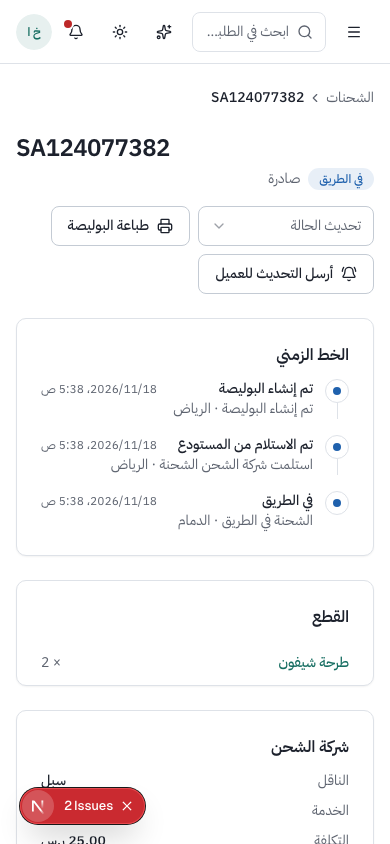 ابحث في الطلبـ...
خ ا
الشحنات
SA124077382
SA124077382
في الطريق
صادرة
تحديث الحالة
طباعة البوليصة
أرسل التحديث للعميل
الخط الزمني
تم إنشاء البوليصة
2026/11/18، 5:38 ص
تم إنشاء البوليصة · الرياض
تم الاستلام من المستودع
2026/11/18، 5:38 ص
استلمت شركة الشحن الشحنة · الرياض
في الطريق
2026/11/18، 5:38 ص
الشحنة في الطريق · الدمام
القطع
طرحة شيفون
× 2
شركة الشحن
الناقل
سبل
الخدمة
التكلفة
25.00 ر.س
N 2 Issues